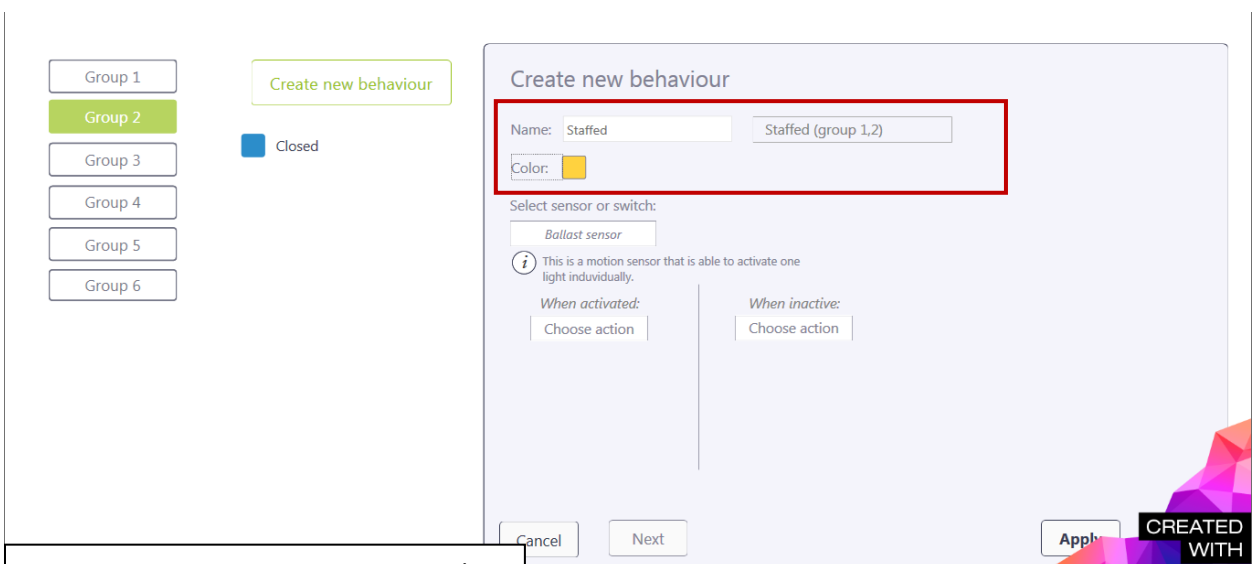 Group 1
Group 2
Group 3
Group 4
Group 5
Group 6
Create new behaviour
Closed
Create new behaviour
Name: Staffed Staffed (group 1,2)
Color:
Select sensor or switch:
Ballast sensor
i This is a motion sensor that is able to activate one
light induvidually.
When activated: When inactive:
Choose action Choose action
Cancel Next Apply
CREATED
WITH